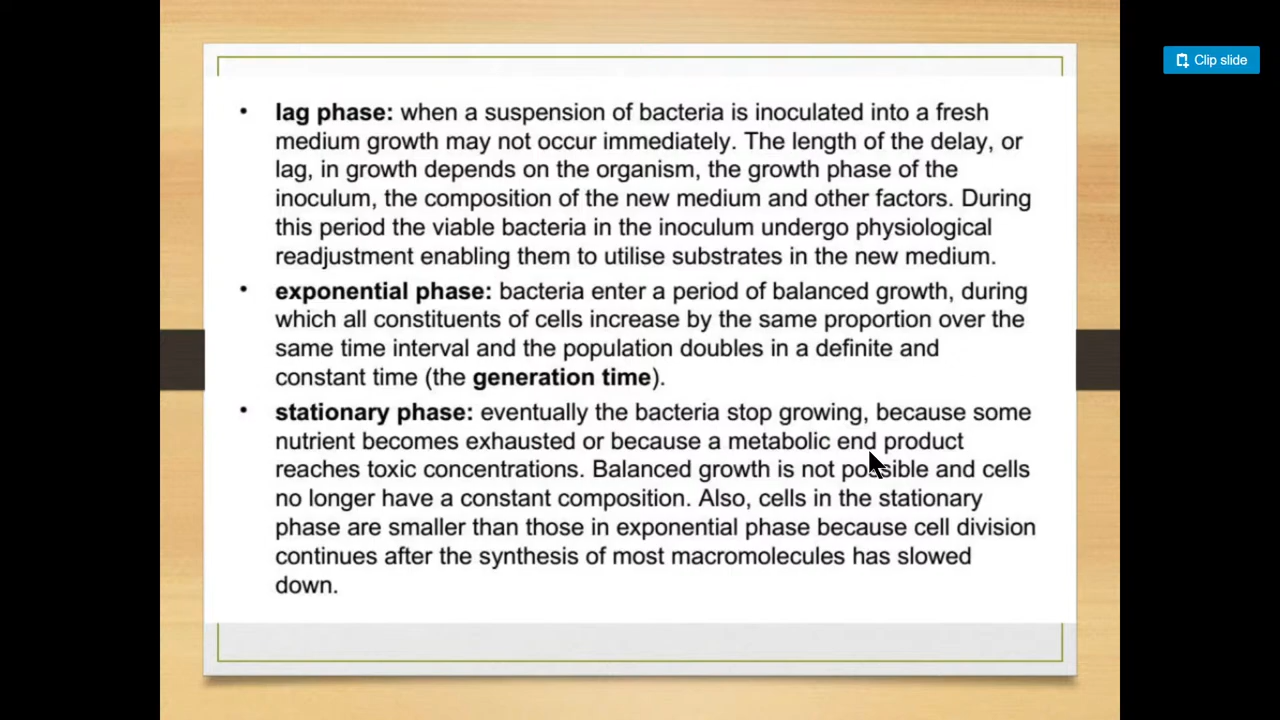 Clip slide
• lag phase: when a suspension of bacteria is inoculated into a fresh
medium growth may not occur immediately. The length of the delay, or
lag, in growth depends on the organism, the growth phase of the
inoculum, the composition of the new medium and other factors. During
this period the viable bacteria in the inoculum undergo physiological
readjustment enabling them to utilise substrates in the new medium.
• exponential phase: bacteria enter a period of balanced growth, during
which all constituents of cells increase by the same proportion over the
same time interval and the population doubles in a definite and
constant time (the generation time).
• stationary phase: eventually the bacteria stop growing, because some
nutrient becomes exhausted or because a metabolic end product
reaches toxic concentrations. Balanced growth is not possible and cells
no longer have a constant composition. Also, cells in the stationary
phase are smaller than those in exponential phase because cell division
continues after the synthesis of most macromolecules has slowed
down.